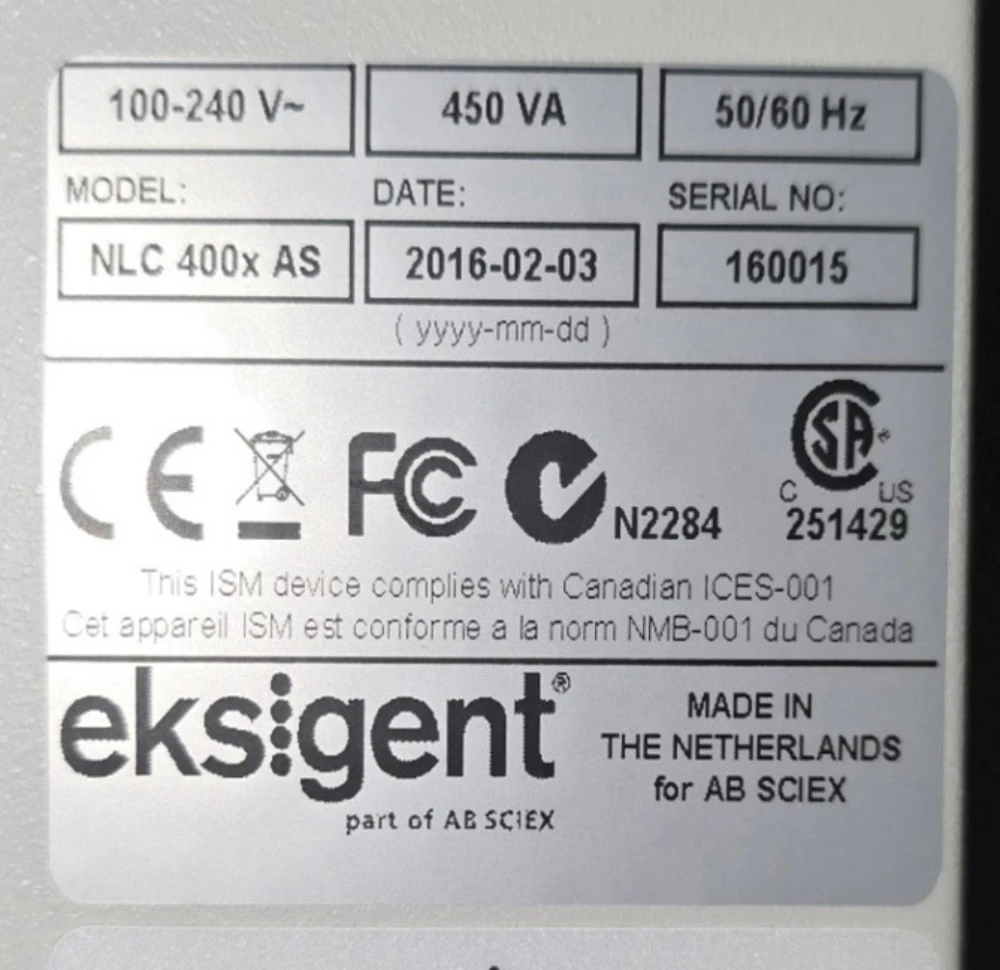 100-240 V~ 450 VA 50/60 Hz
MODEL: DATE: SERIAL NO:
NLC 400x AS 2016-02-03 160015
( yyyy-mm-dd )
CE FC N2284 SA®
C US
251429
This ISM device complies with Canadian ICES-001
Cet appareil ISM est conforme a la norm NMB-001 du Canada
eksigent®
part of AB SCIEX
MADE IN
THE NETHERLANDS
for AB SCIEX